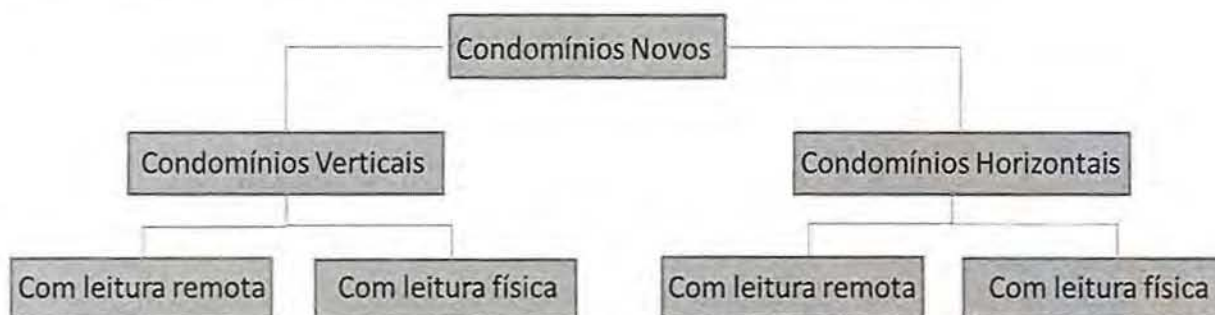 Condomínios Novos
Condomínios Verticais
Condomínios Horizontais
Com leitura remota
Com leitura física
Com leitura remota
Com leitura física